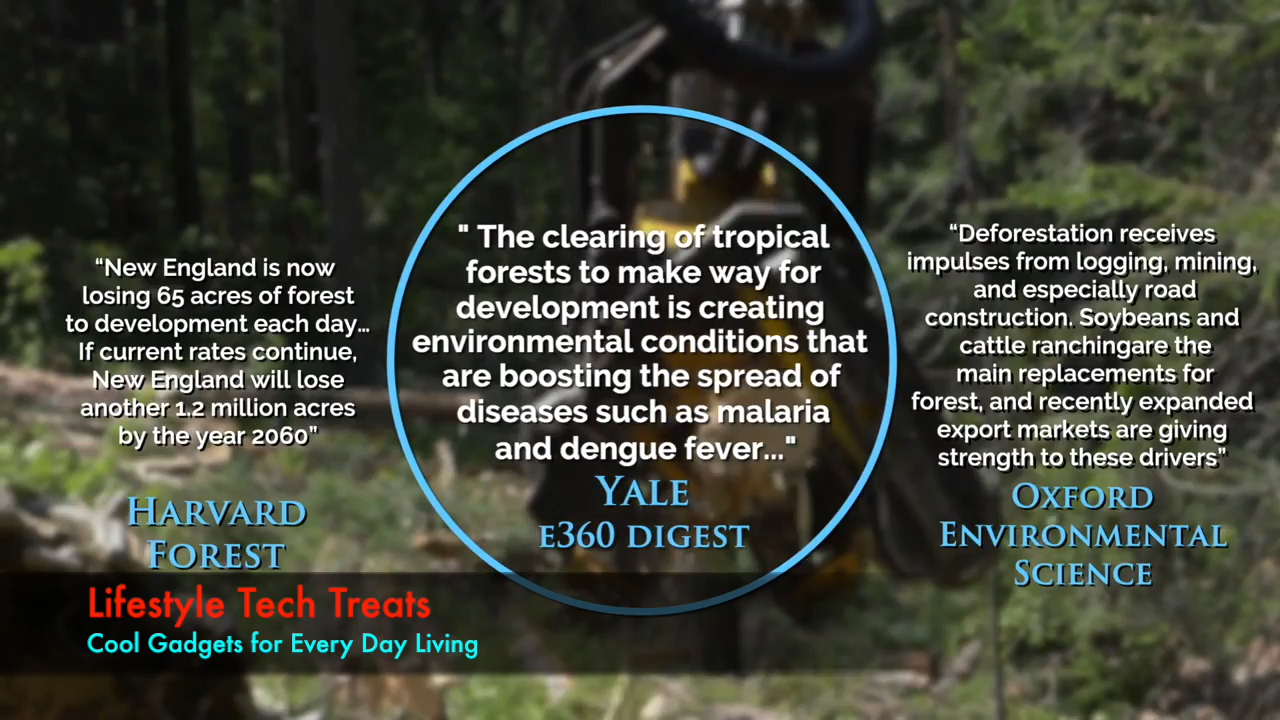 “New England is now
losing 65 acres of forest
to development each day...
If current rates continue,
New England will lose
another 1.2 million acres
by the year 2060”
Harvard
Forest
" The clearing of tropical
forests to make way for
development is creating
environmental conditions that
are boosting the spread of
diseases such as malaria
and dengue fever..."
Yale
e360 digest
“Deforestation receives
impulses from logging, mining,
and especially road
construction. Soybeans and
cattle ranchingare the
main replacements for
forest, and recently expanded
export markets are giving
strength to these drivers”
Oxford
Environmental
Science
Lifestyle Tech Treats
Cool Gadgets for Every Day Living